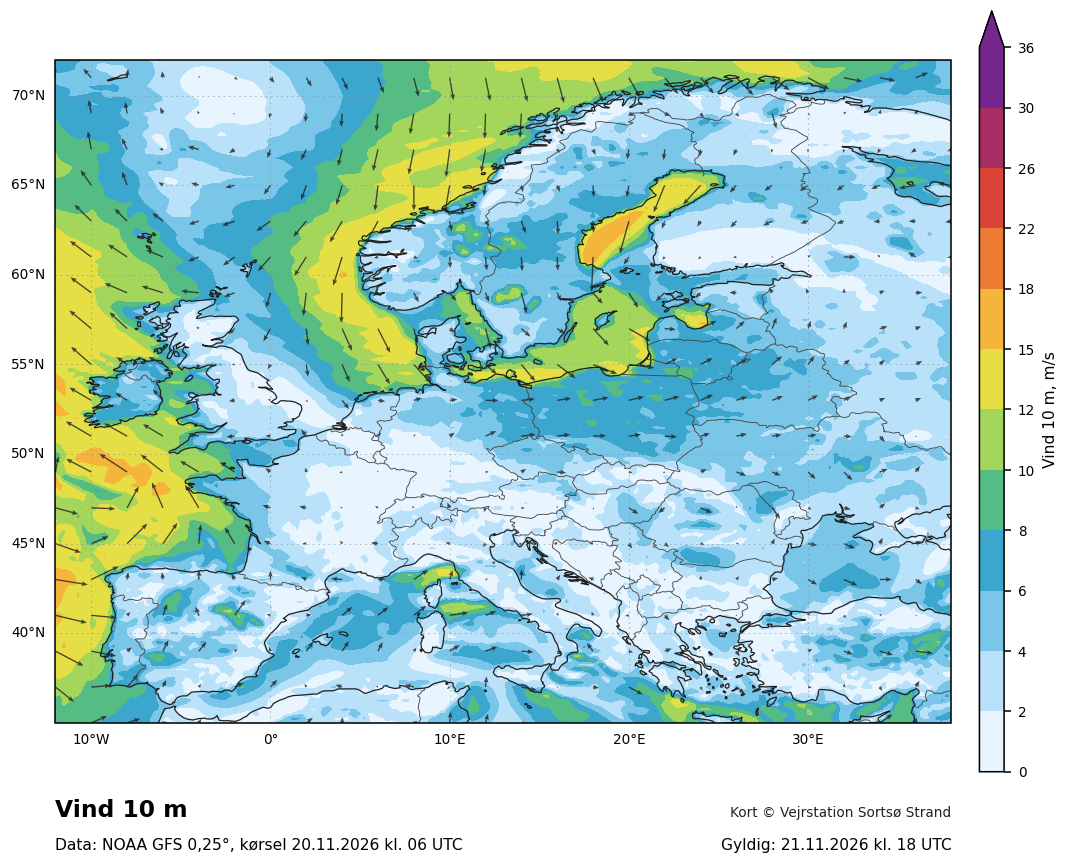 36
30
26
22
18
15
12
10
8
6
4
2
0
Vind 10 m, m/s
70°N
65°N
60°N
55°N
50°N
45°N
40°N
10°W
0°
10°E
20°E
30°E
Vind 10 m
Kort © Vejrstation Sortsø Strand
Data: NOAA GFS 0,25°, kørsel 20.11.2026 kl. 06 UTC
Gyldig: 21.11.2026 kl. 18 UTC